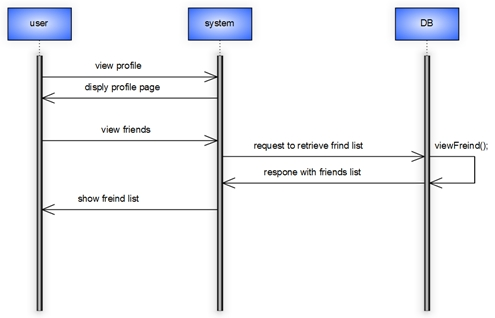 user
system
DB
view profile
disply profile page
view friends
request to retrieve frind list
viewFreind();
respone with friends list
show freind list